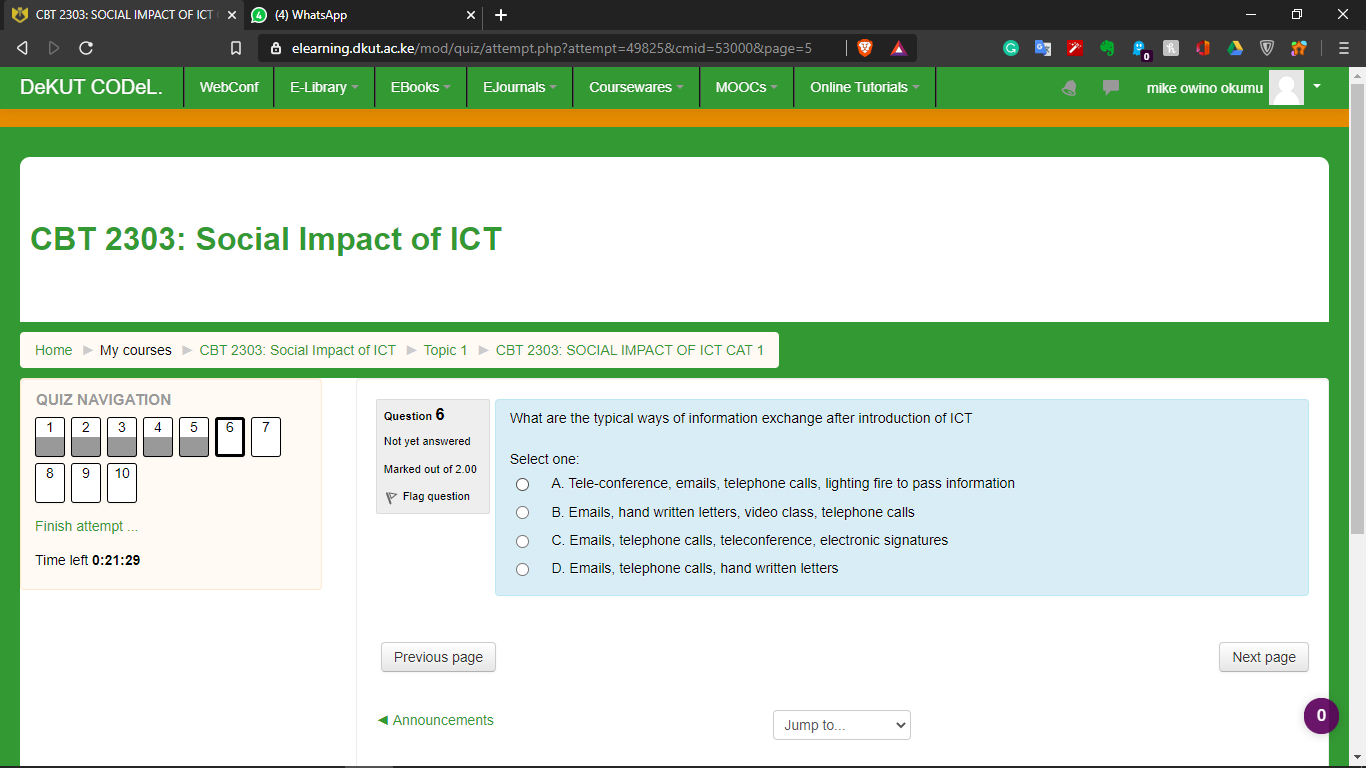 CBT 2303: SOCIAL IMPACT OF ICT
(4) WhatsApp
elearning.dkut.ac.ke/mod/quiz/attempt.php?attempt=49825&cmid=53000&page=5
0
DeKUT CODeL.
WebConf
E-Library
EBooks
EJournals
Coursewares
MOOCs
Online Tutorials
mike owino okumu
CBT 2303: Social Impact of ICT
Home
My courses
CBT 2303: Social Impact of ICT
Topic 1
CBT 2303: SOCIAL IMPACT OF ICT CAT 1
QUIZ NAVIGATION
1 2 3 4 5 6 7
8 9 10
Finish attempt ...
Time left 0:21:29
Question 6
Not yet answered
Marked out of 2.00
Flag question
What are the typical ways of information exchange after introduction of ICT
Select one:
A. Tele-conference, emails, telephone calls, lighting fire to pass information
B. Emails, hand written letters, video class, telephone calls
C. Emails, telephone calls, teleconference, electronic signatures
D. Emails, telephone calls, hand written letters
Previous page
Next page
◄ Announcements
Jump to...
0